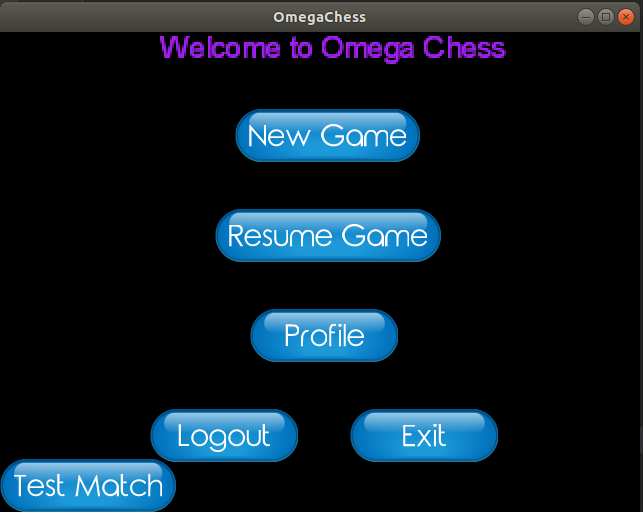 OmegaChess
Welcome to Omega Chess
New Game
Resume Game
Profile
Logout Exit
Test Match